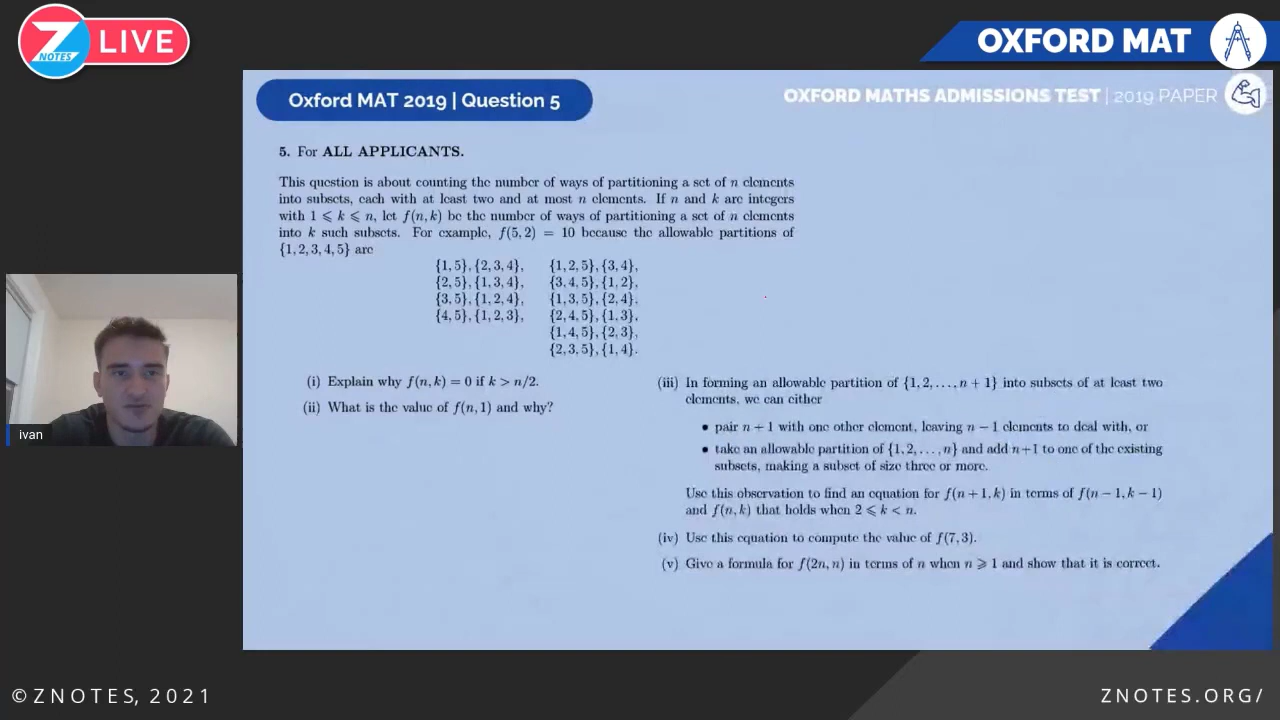 Z NOTES LIVE
OXFORD MAT
Oxford MAT 2019 | Question 5
OXFORD MATHS ADMISSIONS TEST | 2019 PAPER
5. For ALL APPLICANTS.
This question is about counting the number of ways of partitioning a set of n elements
into subsets, each with at least two and at most n elements. If n and k are integers
with 1 ⩽ k ⩽ n, let f(n, k) be the number of ways of partitioning a set of n elements
into k such subsets. For example, f(5, 2) = 10 because the allowable partitions of
{1, 2, 3, 4, 5} are
{1, 5}, {2, 3, 4}, {1, 2, 5}, {3, 4},
{2, 5}, {1, 3, 4}, {3, 4, 5}, {1, 2},
{3, 5}, {1, 2, 4}, {1, 3, 5}, {2, 4},
{4, 5}, {1, 2, 3}, {2, 4, 5}, {1, 3},
{1, 4, 5}, {2, 3},
{2, 3, 5}, {1, 4}.
(i) Explain why f(n, k) = 0 if k > n/2.
(ii) What is the value of f(n, 1) and why?
(iii) In forming an allowable partition of {1, 2, . . . , n + 1} into subsets of at least two
elements, we can either
• pair n + 1 with one other element, leaving n − 1 elements to deal with, or
• take an allowable partition of {1, 2, . . . , n} and add n+1 to one of the existing
subsets, making a subset of size three or more.
Use this observation to find an equation for f(n + 1, k) in terms of f(n − 1, k − 1)
and f(n, k) that holds when 2 ⩽ k < n.
(iv) Use this equation to compute the value of f(7, 3).
(v) Give a formula for f(2n, n) in terms of n when n ⩾ 1 and show that it is correct.
ivan
© ZNOTES, 2021
ZNOTES.ORG/